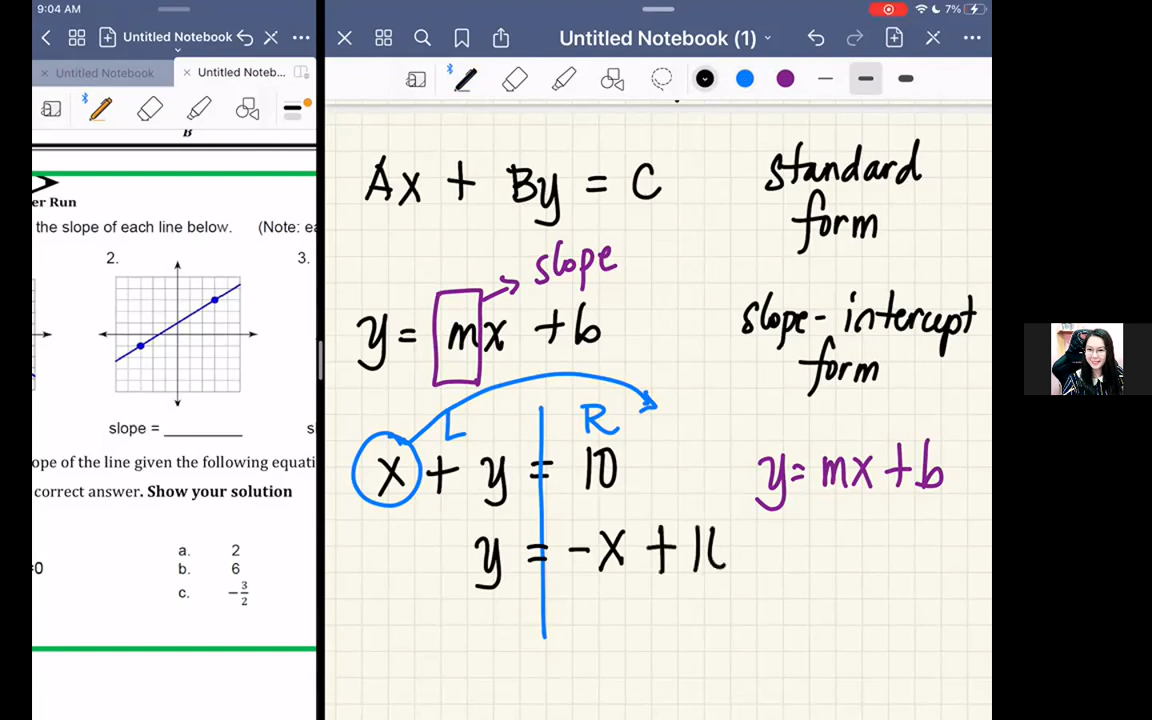 9:04 AM
7%
Untitled Notebook
Untitled Notebook (1)
Untitled Notebook
Untitled Noteb...
B
er Run
the slope of each line below. (Note: ea
2.
3.
slope = ________
s
ope of the line given the following equati
correct answer. Show your solution
a. 2
=0 b. 6
c. -3/2
Ax + By = C
standard
form
slope
y = mx + b
slope-intercept
form
L
R
x + y = 10
y = mx + b
y = -x + 1